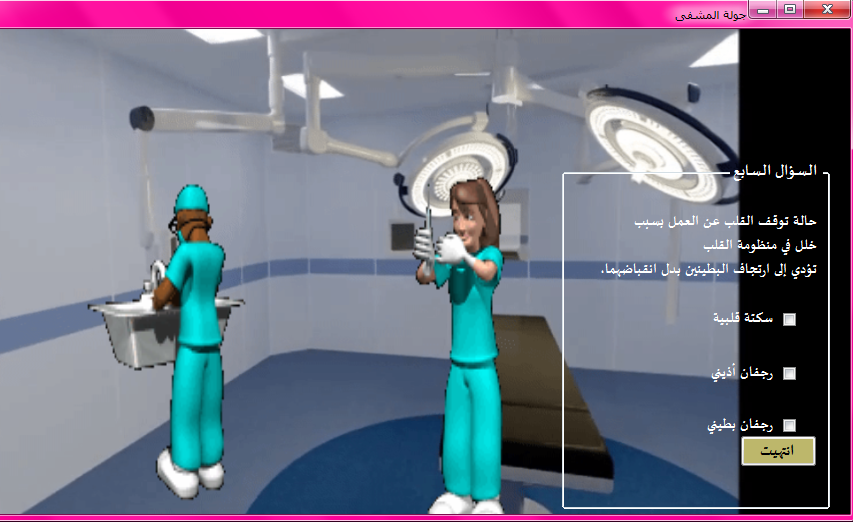 جولة المشفى
السؤال السابع
حالة توقف القلب عن العمل بسبب
خلل في منظومة القلب
تؤدي إلى ارتجاف البطينين بدل انقباضهما.
سكتة قلبية
رجفان أذيني
رجفان بطيني
انتهيت